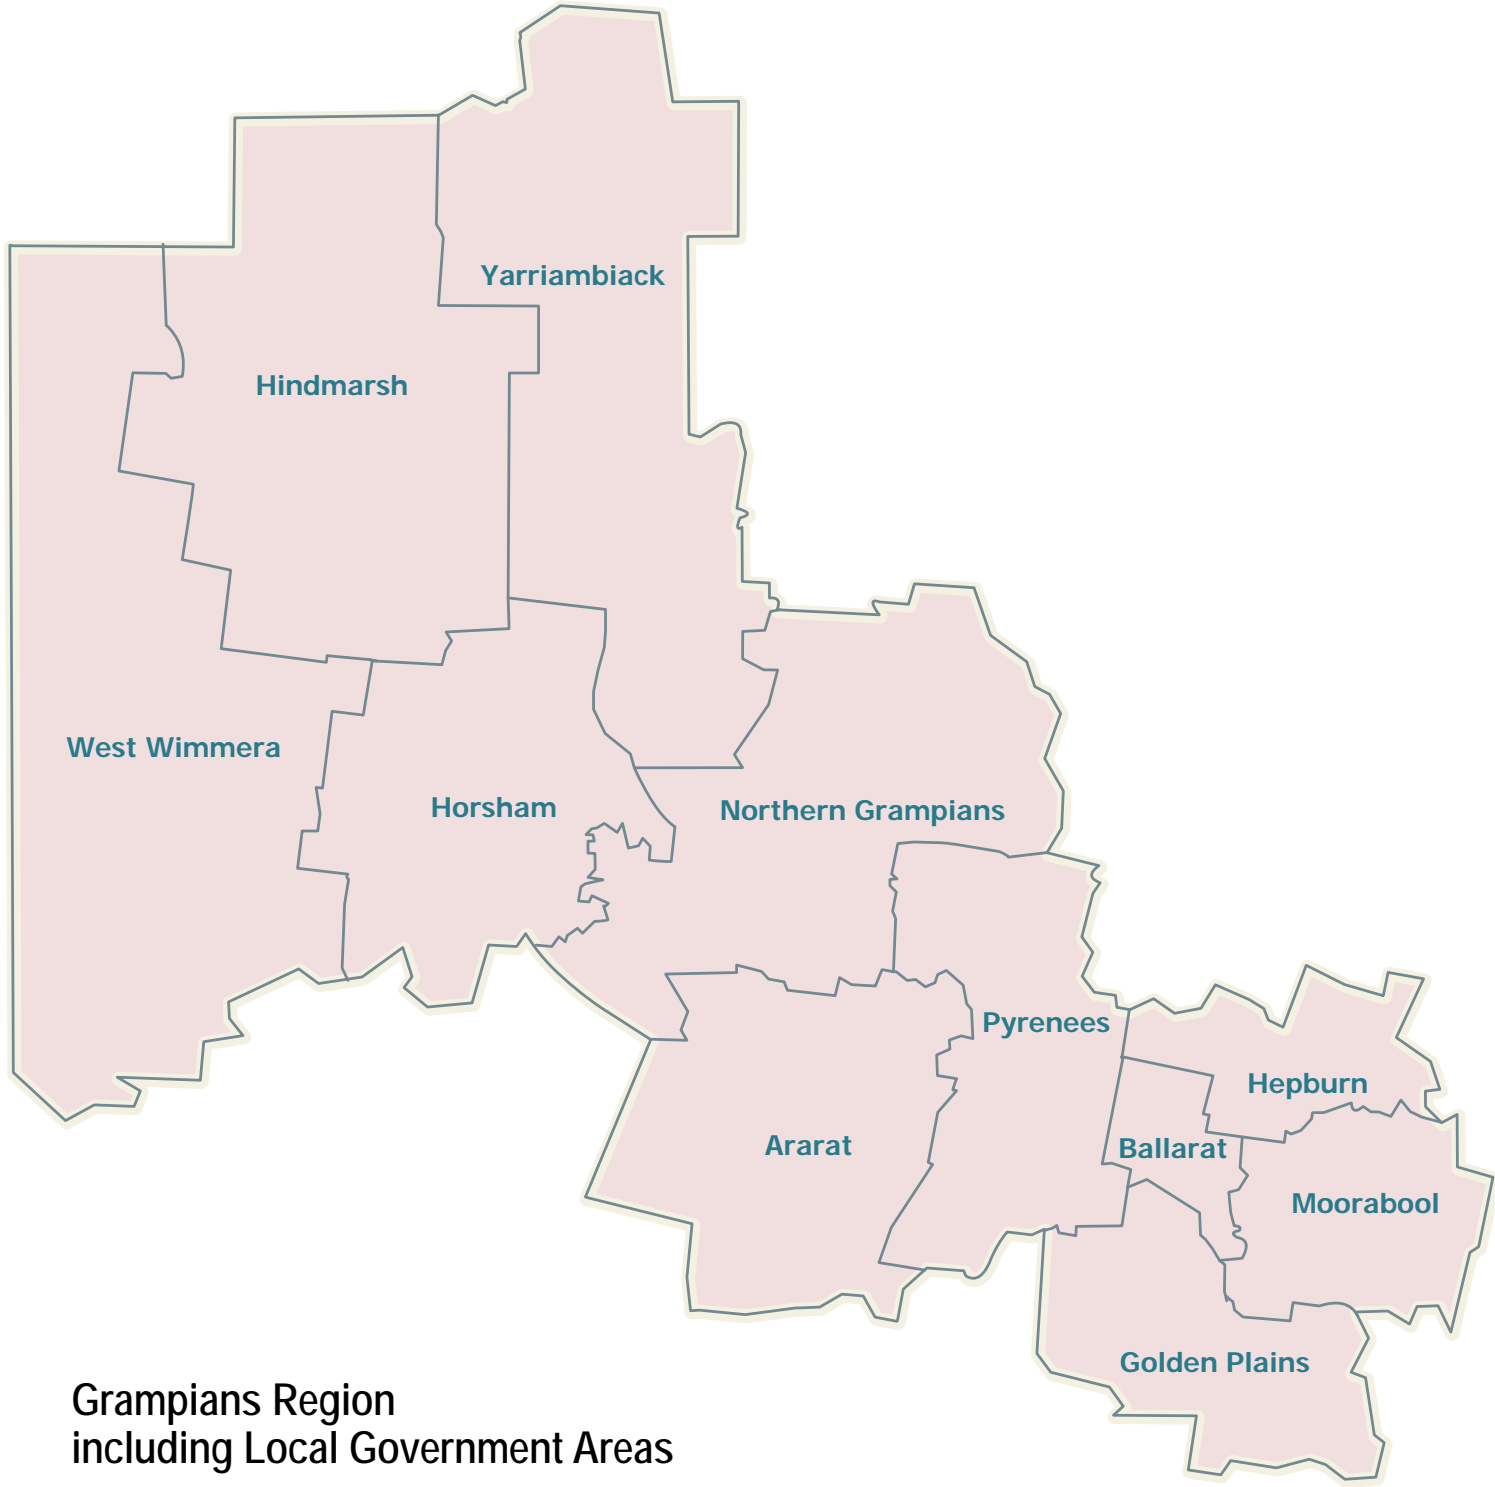 Yarriambiack
Hindmarsh
West Wimmera
Horsham
Northern Grampians
Pyrenees
Hepburn
Ararat
Ballarat
Moorabool
Golden Plains
Grampians Region
including Local Government Areas